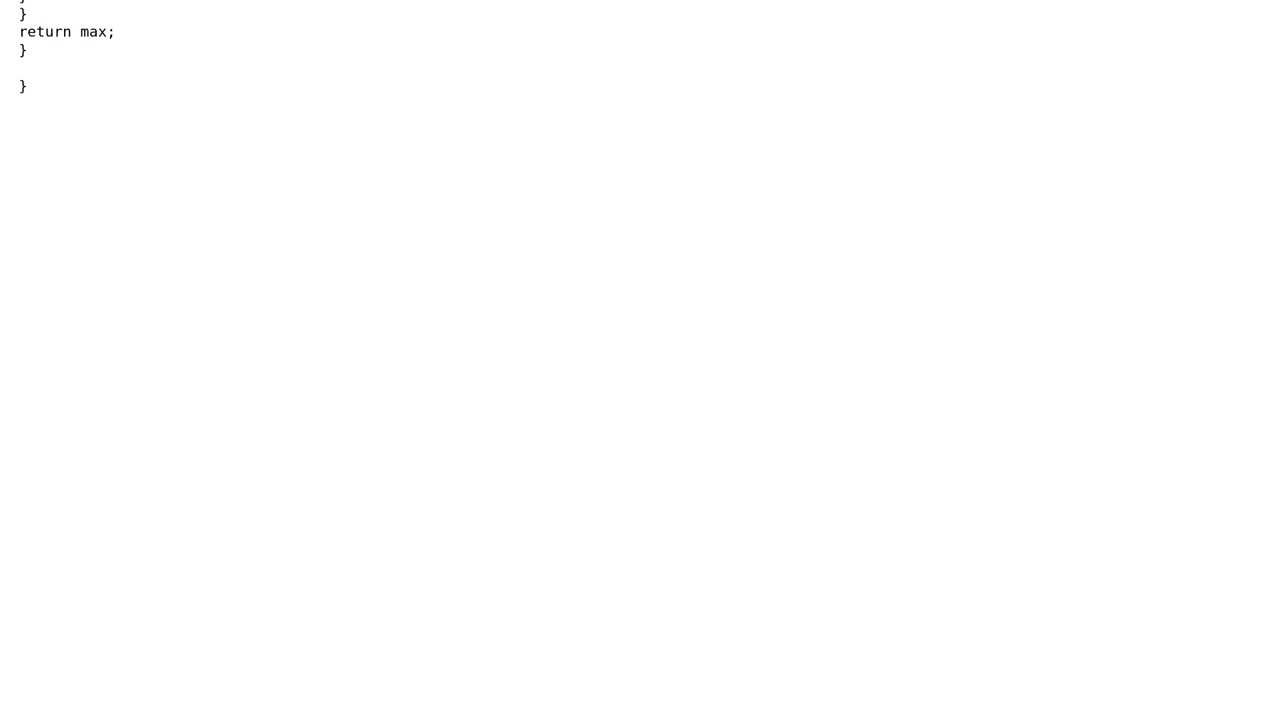 }
return max;
}

}